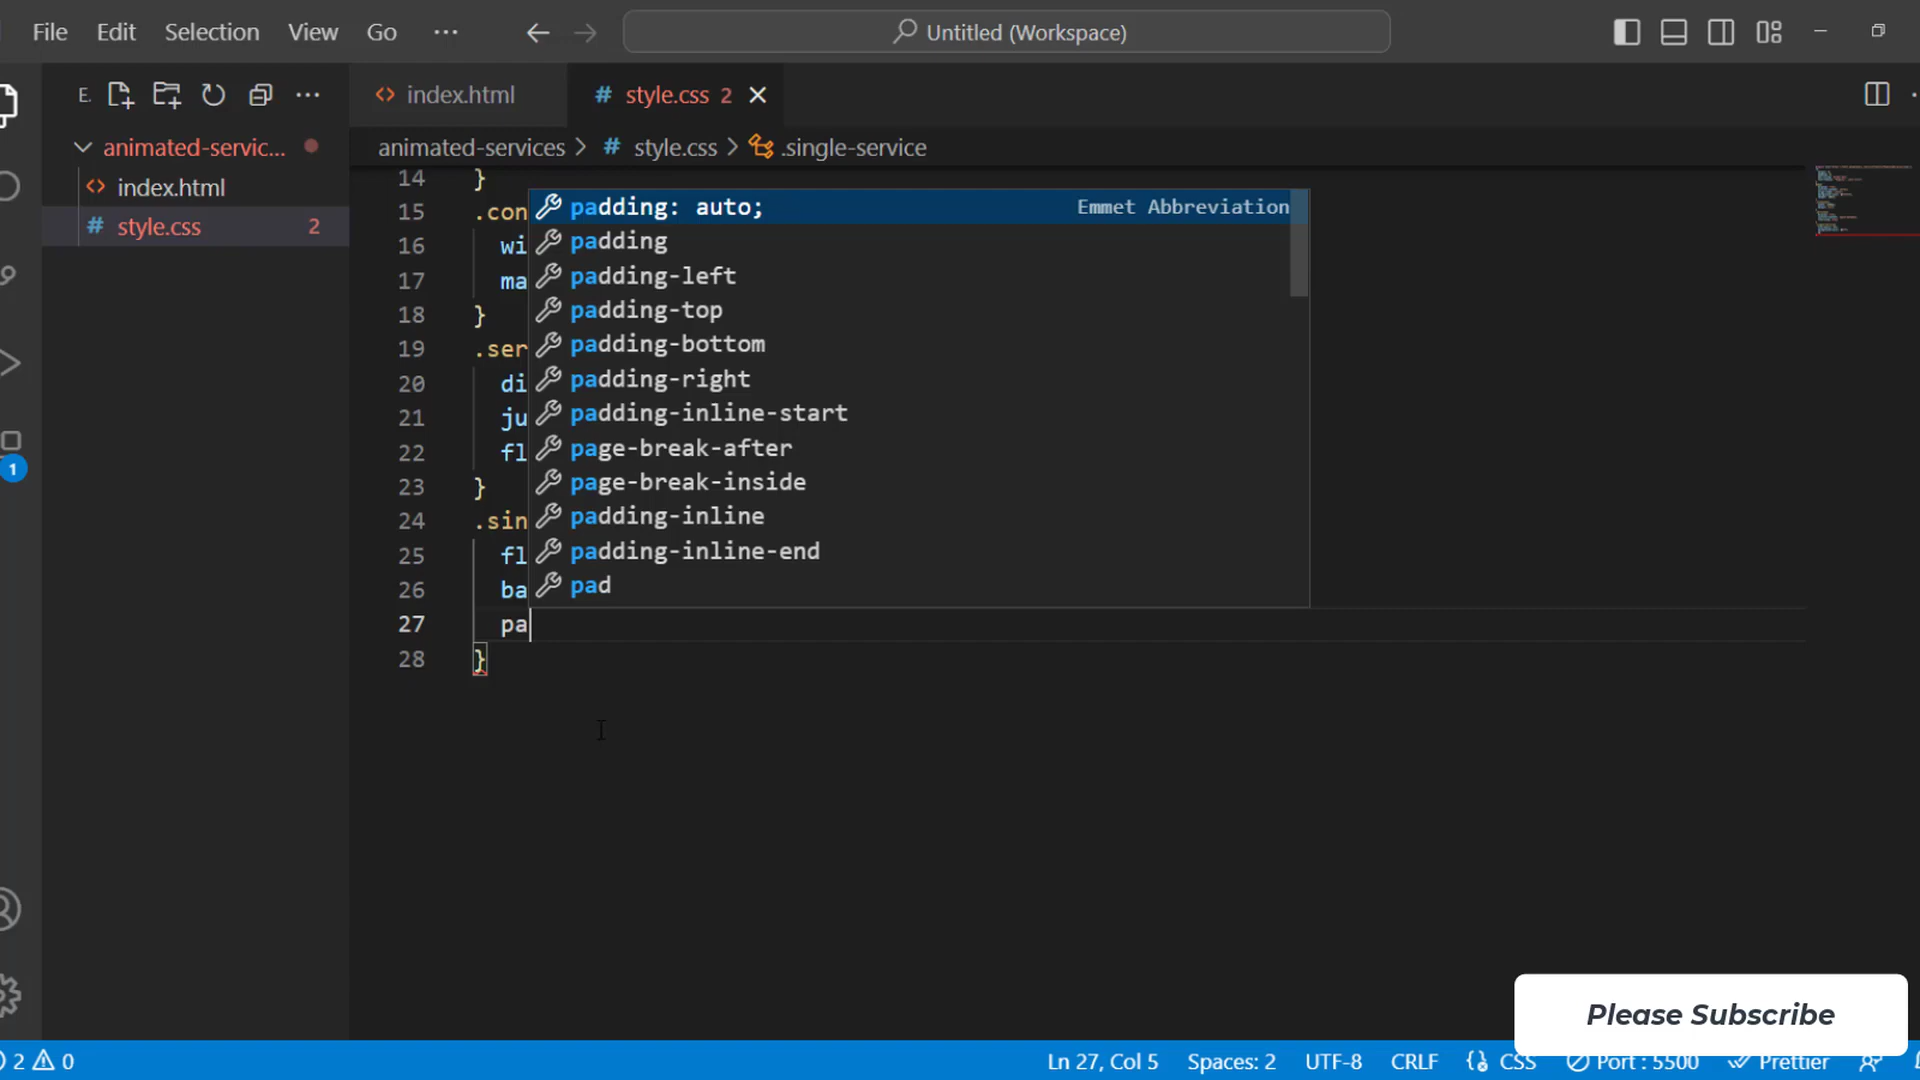 File Edit Selection View Go ··· Untitled (Workspace)
E. index.html # style.css 2
animated-servic...
index.html
# style.css 2
animated-services > # style.css > .single-service
14 }
15 .con
16 wi
17 ma
18 }
19 .ser
20 di
21 ju
22 fl
23 }
24 .sin
25 fl
26 ba
27 pa
28 }
padding: auto; Emmet Abbreviation
padding
padding-left
padding-top
padding-bottom
padding-right
padding-inline-start
page-break-after
page-break-inside
padding-inline
padding-inline-end
pad
1
Please Subscribe
2 0 Ln 27, Col 5 Spaces: 2 UTF-8 CRLF CSS Port : 5500 Prettier